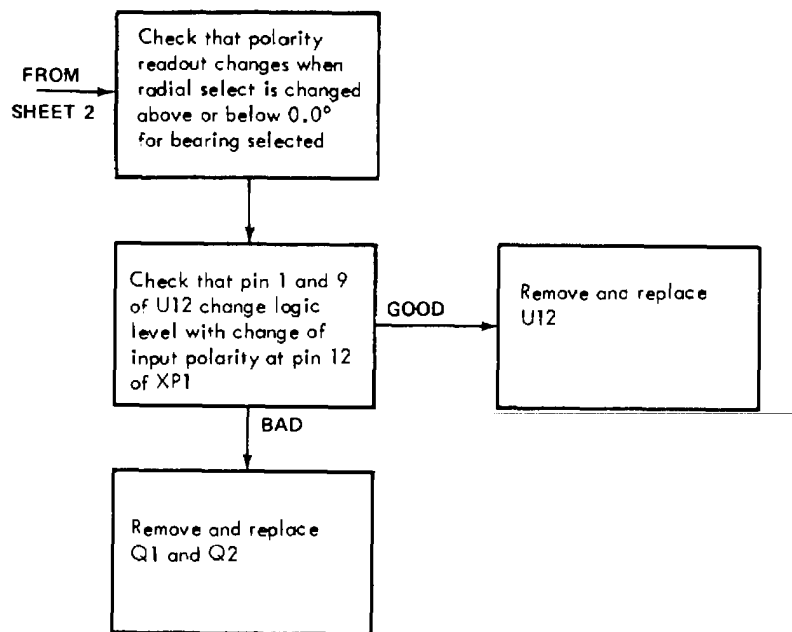 Check that polarity
readout changes when
radial select is changed
above or below 0.0°
for bearing selected
FROM
SHEET 2
Check that pin 1 and 9
of U12 change logic
level with change of
input polarity at pin 12
of XP1
GOOD
Remove and replace
U12
BAD
Remove and replace
Q1 and Q2